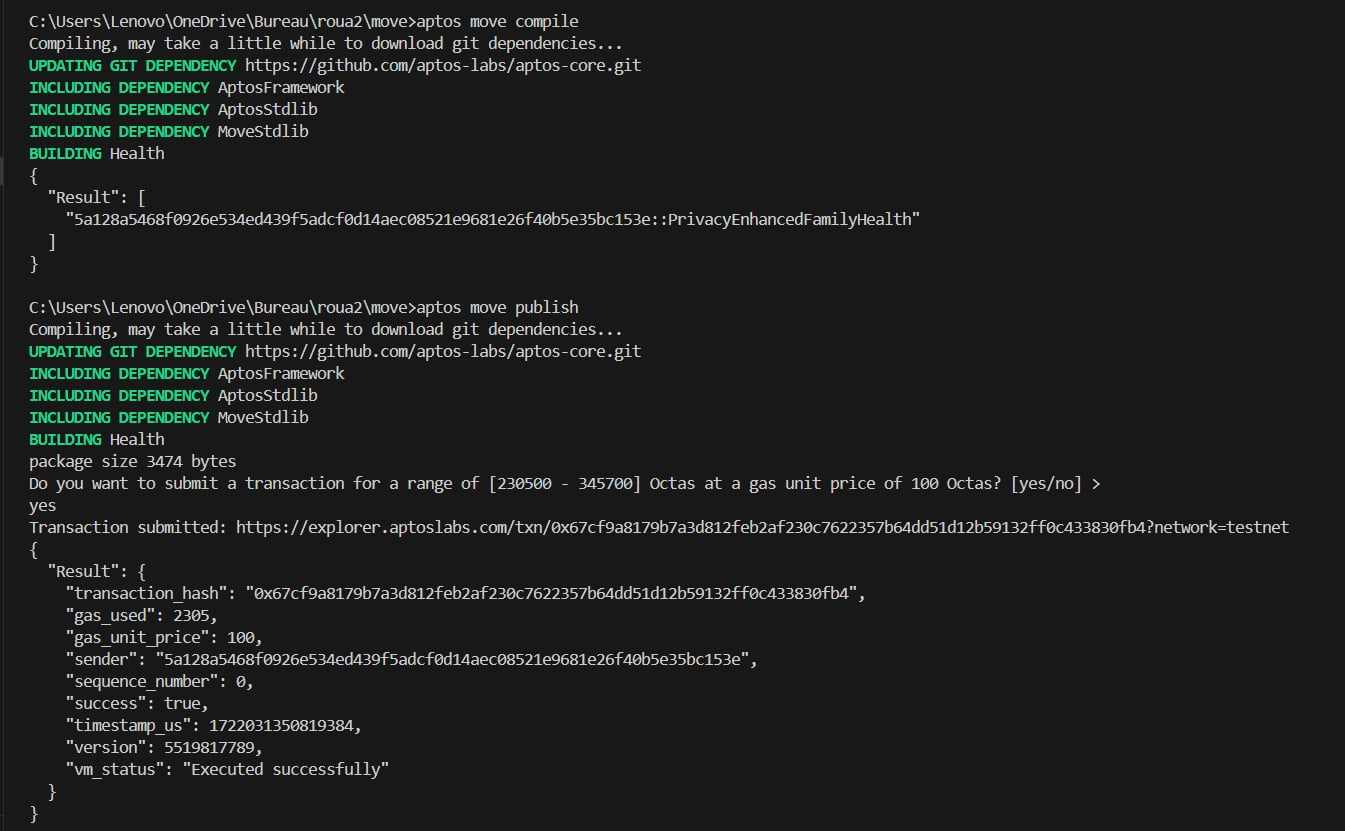 C:\Users\Lenovo\OneDrive\Bureau\roua2\move>aptos move compile
Compiling, may take a little while to download git dependencies...
UPDATING GIT DEPENDENCY https://github.com/aptos-labs/aptos-core.git
INCLUDING DEPENDENCY AptosFramework
INCLUDING DEPENDENCY AptosStdlib
INCLUDING DEPENDENCY MoveStdlib
BUILDING Health
{
  "Result": [
    "5a128a5468f0926e534ed439f5adcf0d14aec08521e9681e26f40b5e35bc153e::PrivacyEnhancedFamilyHealth"
  ]
}
C:\Users\Lenovo\OneDrive\Bureau\roua2\move>aptos move publish
Compiling, may take a little while to download git dependencies...
UPDATING GIT DEPENDENCY https://github.com/aptos-labs/aptos-core.git
INCLUDING DEPENDENCY AptosFramework
INCLUDING DEPENDENCY AptosStdlib
INCLUDING DEPENDENCY MoveStdlib
BUILDING Health
package size 3474 bytes
Do you want to submit a transaction for a range of [230500 - 345700] Octas at a gas unit price of 100 Octas? [yes/no] >
yes
Transaction submitted: https://explorer.aptoslabs.com/txn/0x67cf9a8179b7a3d812feb2af230c7622357b64dd51d12b59132ff0c433830fb4?network=testnet
{
  "Result": {
    "transaction_hash": "0x67cf9a8179b7a3d812feb2af230c7622357b64dd51d12b59132ff0c433830fb4",
    "gas_used": 2305,
    "gas_unit_price": 100,
    "sender": "5a128a5468f0926e534ed439f5adcf0d14aec08521e9681e26f40b5e35bc153e",
    "sequence_number": 0,
    "success": true,
    "timestamp_us": 1722031350819384,
    "version": 5519817789,
    "vm_status": "Executed successfully"
  }
}